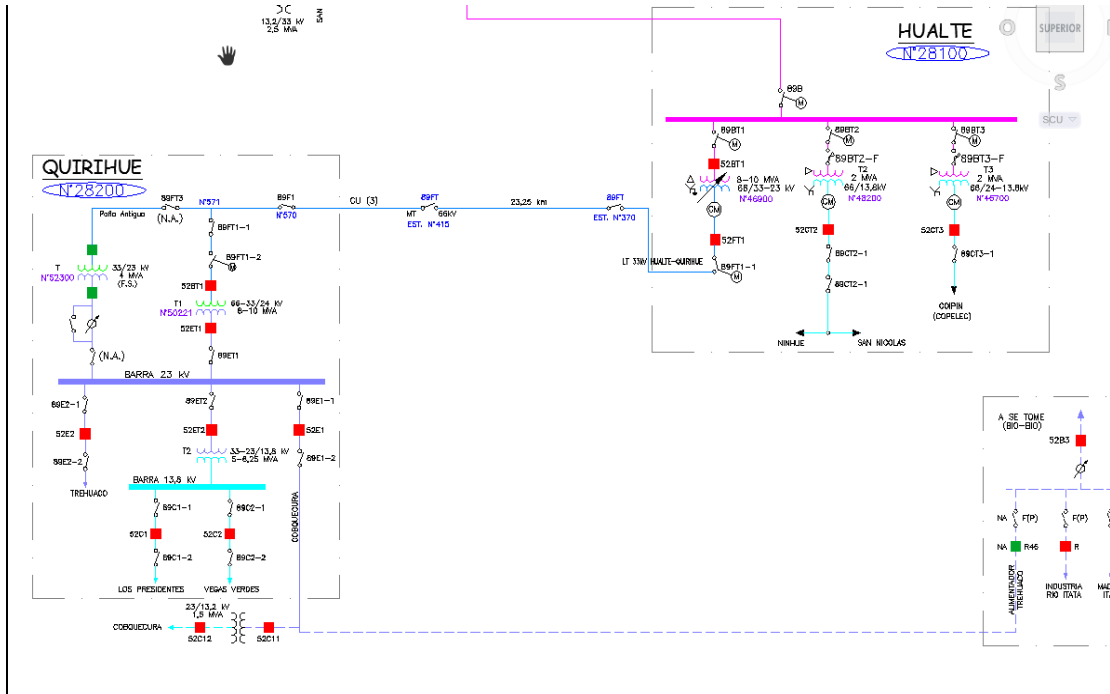 13,2/33 kV
2,5 MVA
SAN
HUALTE
N°28100
SUPERIOR
S
SCU
89B
M
89BT1
M
89BT2
M
89BT3
M
52BT1
89BT2-F
89BT3-F
8-10 MVA
66/33-23 kV
N°46900
T2
2 MVA
66/13,6kV
N°48200
T3
2 MVA
66/24-13.8kV
N°46700
CM
CM
CM
52FT1
52CT2
52CT3
LT 33kV HUALTE-QUIRIHUE
89FT1-1
M
89CT2-1
89CT3-1
89CT2-1
COIPIN
(COPELEC)
NINHUE
SAN NICOLAS
QUIRIHUE
N°28200
89FT3
(N.A.)
Paño Antiguo
N°571
89F1
N°570
CU (3)
89FT
MT
66kV
EST. N°415
23,25 km
89FT
EST. N°370
89FT1-1
89FT1-2
M
52BT1
T
N°52300
33/23 kV
4 MVA
(F.S.)
T1
N°50221
66-33/24 kV
8-10 MVA
52ET1
(N.A.)
89ET1
BARRA 23 kV
89E2-1
89ET2
89E1-1
52E2
52ET2
52E1
89E2-2
T2
33-23/13,8 kV
5-6,25 MVA
89E1-1
TREHUACO
BARRA 13,8 kV
89C1-1
89C2-1
COBQUECURA
52C1
52C2
89C1-2
89C2-2
LOS PRESIDENTES
VEGAS VERDES
23/13,2 kV
1,5 MVA
COBQUECURA
52C12
52C11
A SE TOME
(BIO-BIO)
52B3
NA
F(P)
F(P)
NA
R46
R
ALIMENTADOR
TREHUACO
INDUSTRIA
RIO ITATA